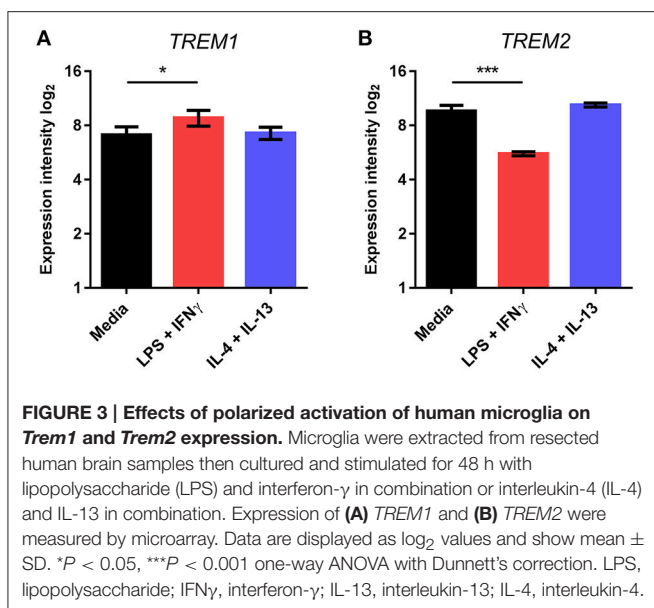 A
TREM1
B
TREM2
Expression intensity log2
16
8
4
2
1
*
Media
LPS + IFNγ
IL-4 + IL-13
Expression intensity log2
16
8
4
2
1
***
Media
LPS + IFNγ
IL-4 + IL-13
FIGURE 3 | Effects of polarized activation of human microglia on
Trem1 and Trem2 expression. Microglia were extracted from resected
human brain samples then cultured and stimulated for 48 h with
lipopolysaccharide (LPS) and interferon-γ in combination or interleukin-4 (IL-4)
and IL-13 in combination. Expression of (A) TREM1 and (B) TREM2 were
measured by microarray. Data are displayed as log2 values and show mean ±
SD. *P < 0.05, ***P < 0.001 one-way ANOVA with Dunnett's correction. LPS,
lipopolysaccharide; IFNγ, interferon-γ; IL-13, interleukin-13; IL-4, interleukin-4.